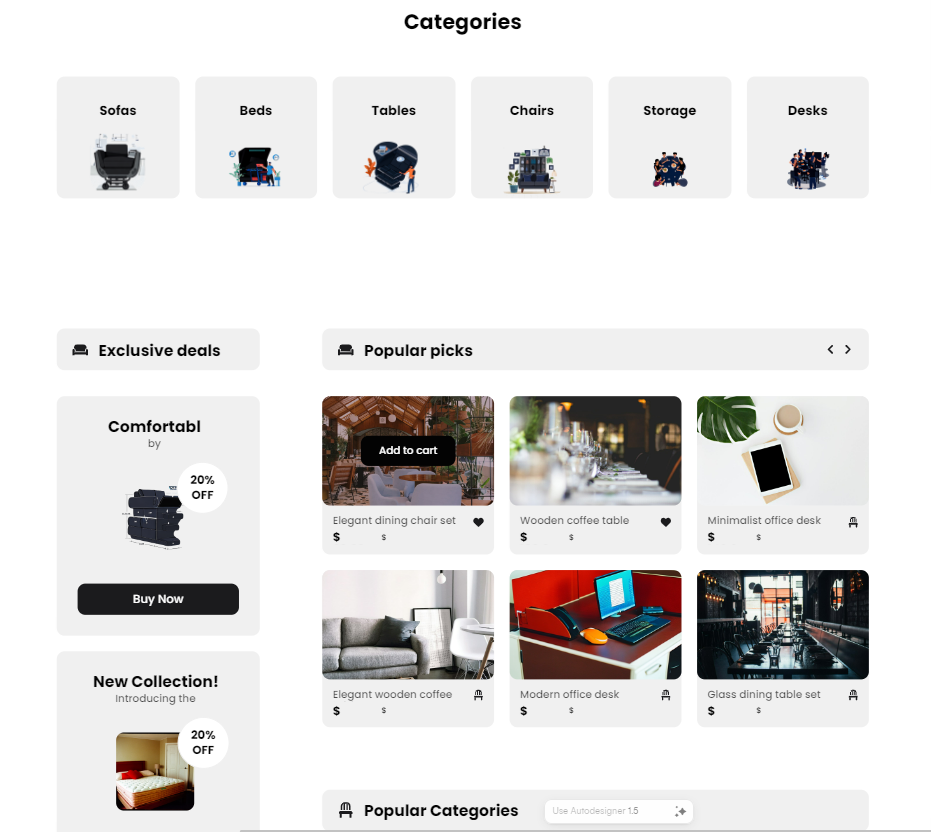 Categories
Sofas
Beds
Tables
Chairs
Storage
Desks
Exclusive deals
Popular picks
Comfortabl
by
20%
OFF
Buy Now
Add to cart
Elegant dining chair set
$ $
Wooden coffee table
$ $
Minimalist office desk
$ $
Elegant wooden coffee
$ $
Modern office desk
$ $
Glass dining table set
$ $
New Collection!
Introducing the
20%
OFF
Popular Categories
Use Autodesigner 1.5